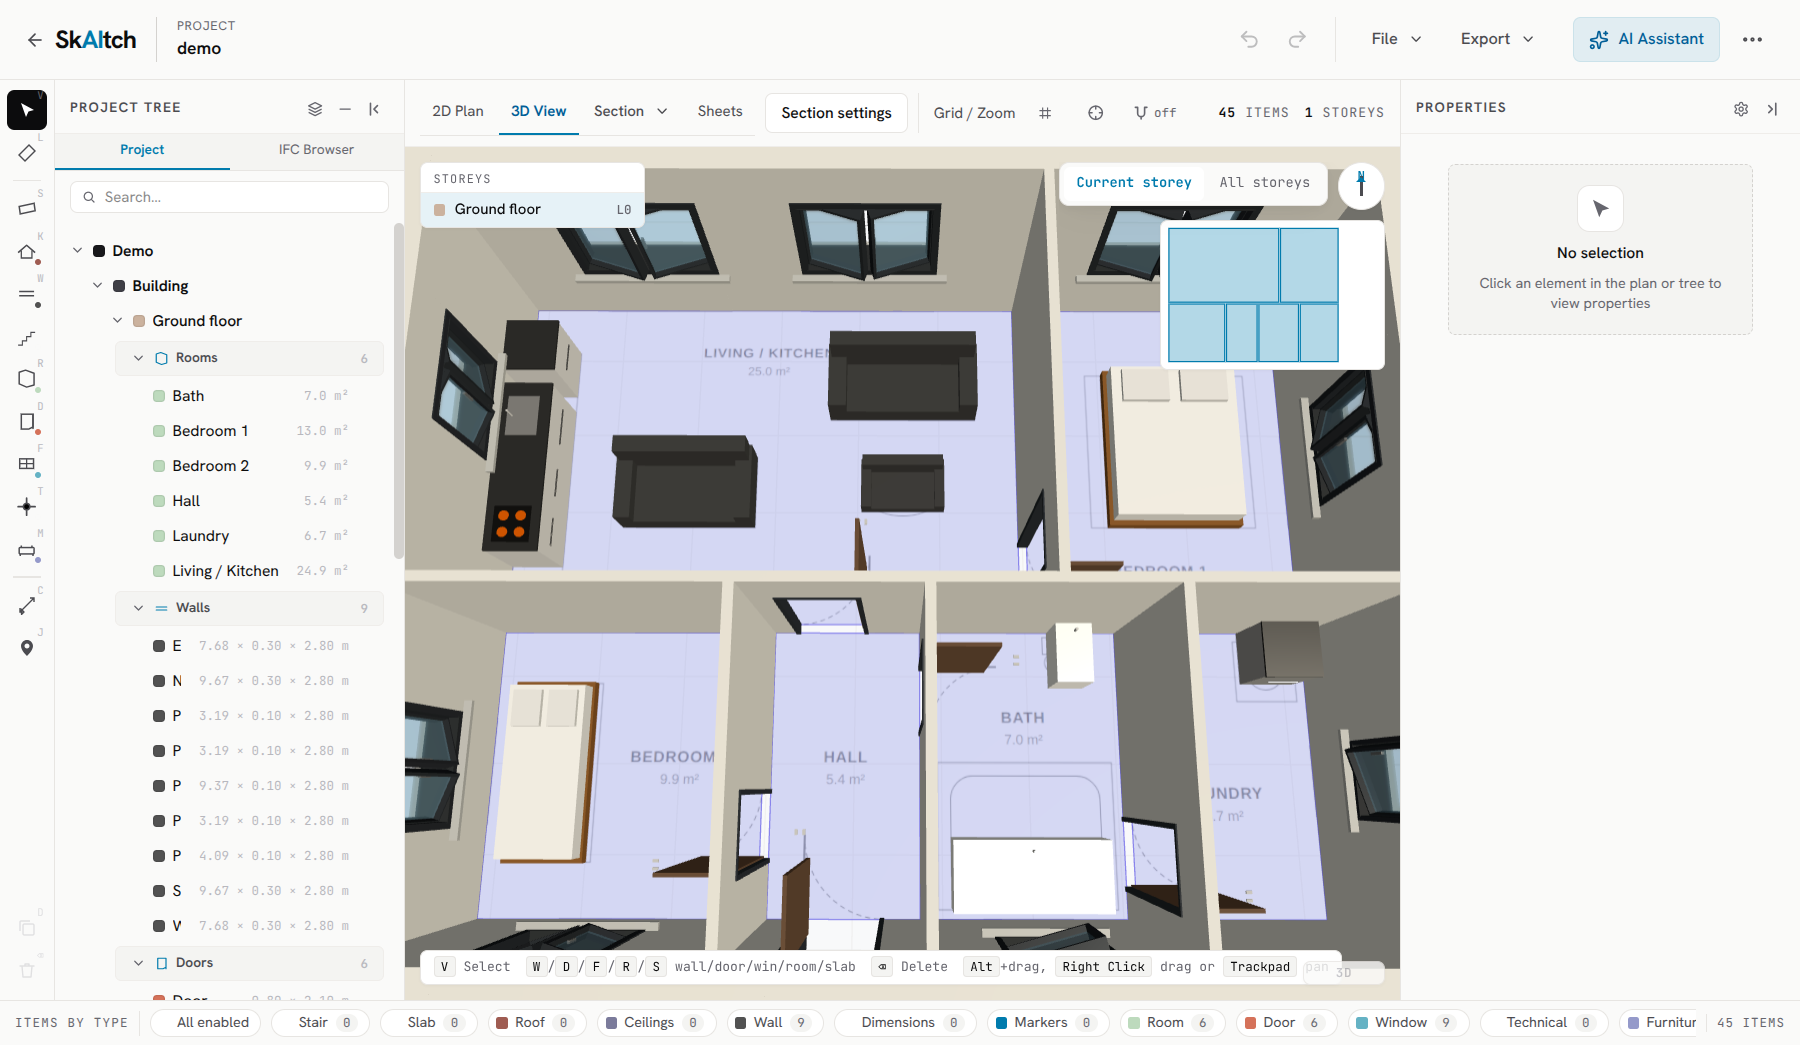 SkAItch
PROJECT
demo
File
Export
AI Assistant
PROJECT TREE
Project
IFC Browser
Search...
Demo
Building
Ground floor
Rooms 6
Bath 7.0 m²
Bedroom 1 13.0 m²
Bedroom 2 9.9 m²
Hall 5.4 m²
Laundry 6.7 m²
Living / Kitchen 24.9 m²
Walls 9
E 7.68 × 0.30 × 2.80 m
N 9.67 × 0.30 × 2.80 m
P 3.19 × 0.10 × 2.80 m
P 3.19 × 0.10 × 2.80 m
P 9.37 × 0.10 × 2.80 m
P 3.19 × 0.10 × 2.80 m
P 4.09 × 0.10 × 2.80 m
S 9.67 × 0.30 × 2.80 m
W 7.68 × 0.30 × 2.80 m
Doors 6
V
L
S
K
W
R
D
F
T
M
C
J
D
2D Plan
3D View
Section
Sheets
Section settings
Grid / Zoom
off
45 ITEMS 1 STOREYS
STOREYS
Ground floor L0
Current storey
All storeys
N
LIVING / KITCHEN
25.0 m²
BEDROOM 1
BEDROOM
9.9 m²
HALL
5.4 m²
BATH
7.0 m²
UNDRY
.7 m²
V Select W/D/F/R/S wall/door/win/room/slab ⌫ Delete Alt+drag, Right Click drag or Trackpad pan
3D
PROPERTIES
No selection
Click an element in the plan or tree to
view properties
ITEMS BY TYPE
All enabled
Stair 0
Slab 0
Roof 0
Ceilings 0
Wall 9
Dimensions 0
Markers 0
Room 6
Door 6
Window 9
Technical 0
Furnitur
45 ITEMS